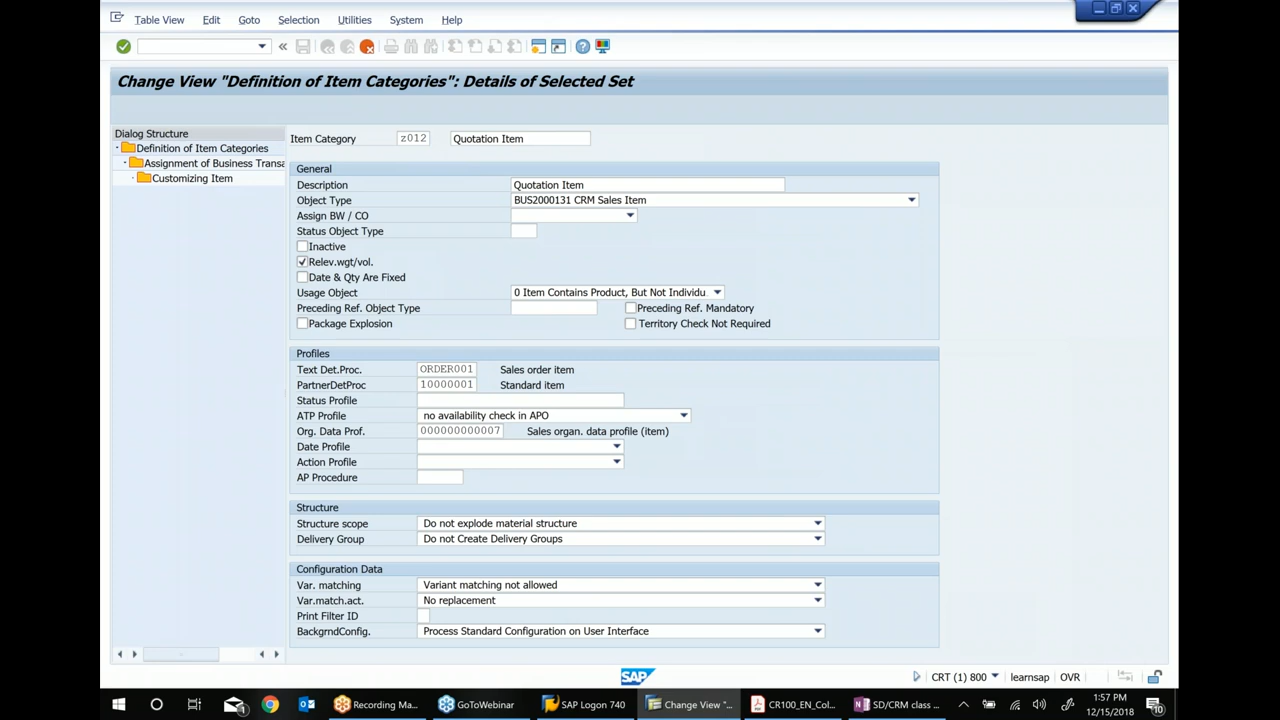 Table View Edit Goto Selection Utilities System Help
Change View "Definition of Item Categories": Details of Selected Set
Dialog Structure
Definition of Item Categories
Assignment of Business Transa
Customizing Item
Item Category z012 Quotation Item
General
Description Quotation Item
Object Type BUS2000131 CRM Sales Item
Assign BW / CO
Status Object Type
Inactive
Relev.wgt/vol.
Date & Qty Are Fixed
Usage Object 0 Item Contains Product, But Not Individu
Preceding Ref. Object Type Preceding Ref. Mandatory
Package Explosion Territory Check Not Required
Profiles
Text Det.Proc. ORDER001 Sales order item
PartnerDetProc 10000001 Standard item
Status Profile
ATP Profile no availability check in APO
Org. Data Prof. 000000000007 Sales organ. data profile (item)
Date Profile
Action Profile
AP Procedure
Structure
Structure scope Do not explode material structure
Delivery Group Do not Create Delivery Groups
Configuration Data
Var. matching Variant matching not allowed
Var.match.act. No replacement
Print Filter ID
BackgrndConfig. Process Standard Configuration on User Interface
SAP CRT (1) 800 learnsap OVR
Recording Ma... GoToWebinar SAP Logon 740 Change View "... CR100_EN_Col... SD/CRM class ... 1:57 PM
12/15/2018 10